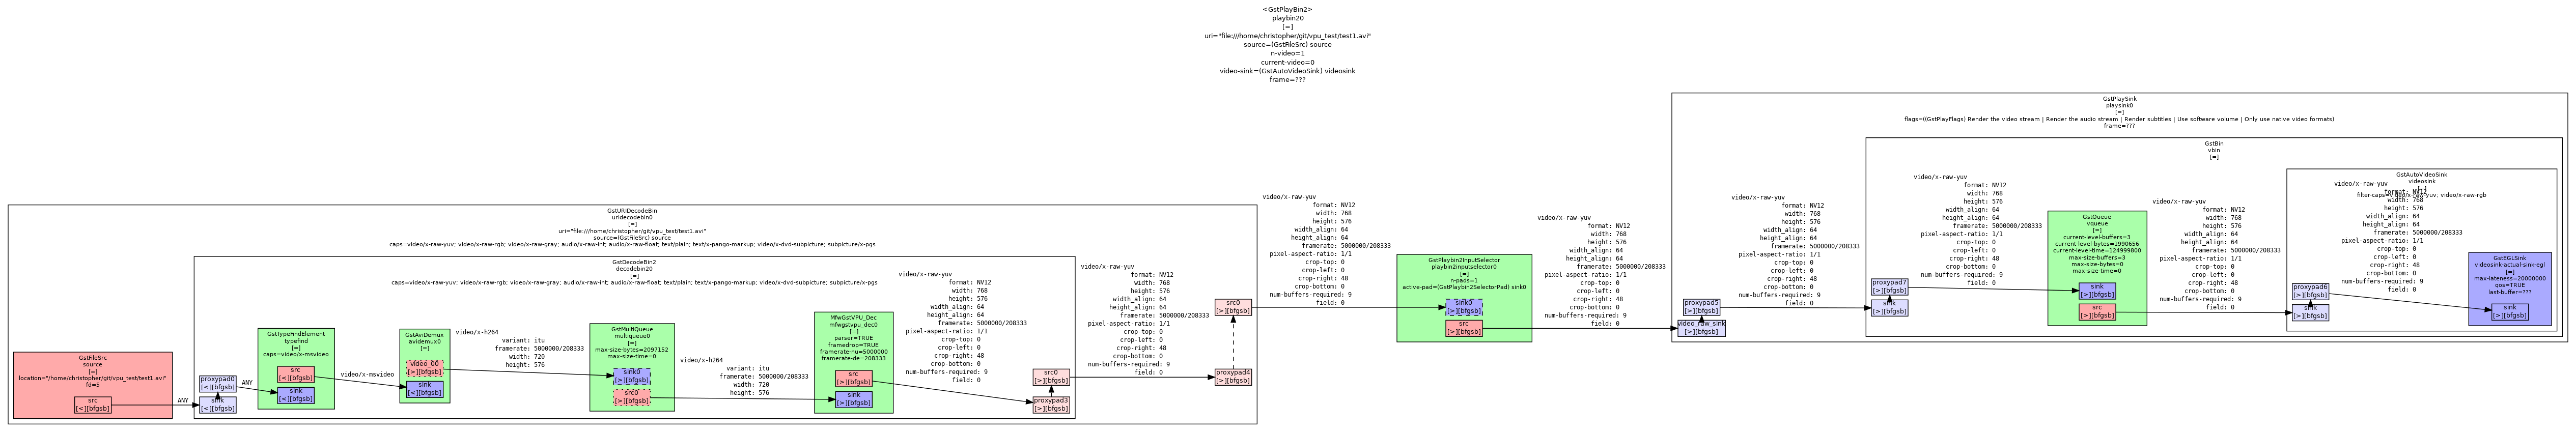 <GstPlayBin2>
playbin20
[=]
uri="file:///home/christopher/git/vpu_test/test1.avi"
source=(GstFileSrc) source
n-video=1
current-video=0
video-sink=(GstAutoVideoSink) videosink
frame=???
GstURIDecodeBin
uridecodebin0
[=]
uri="file:///home/christopher/git/vpu_test/test1.avi"
source=(GstFileSrc) source
caps=video/x-raw-yuv; video/x-raw-rgb; video/x-raw-gray; audio/x-raw-int; audio/x-raw-float; text/plain; text/x-pango-markup; video/x-dvd-subpicture; subpicture/x-pgs
GstFileSrc
source
[=]
location="/home/christopher/git/vpu_test/test1.avi"
fd=5
src
[<][bfgsb]
ANY
GstDecodeBin2
decodebin20
[=]
caps=video/x-raw-yuv; video/x-raw-rgb; video/x-raw-gray; audio/x-raw-int; audio/x-raw-float; text/plain; text/x-pango-markup; video/x-dvd-subpicture; subpicture/x-pgs
proxypad0
[<][bfgsb]
sink
[<][bfgsb]
ANY
GstTypeFindElement
typefind
[=]
caps=video/x-msvideo
src
[<][bfgsb]
sink
[<][bfgsb]
video/x-msvideo
GstAviDemux
avidemux0
[=]
video_00
[>][bfgsb]
sink
[<][bfgsb]
video/x-h264
variant: itu
framerate: 5000000/208333
width: 720
height: 576
GstMultiQueue
multiqueue0
[=]
max-size-bytes=2097152
max-size-time=0
sink0
[>][bfgsb]
src0
[>][bfgsb]
video/x-h264
variant: itu
framerate: 5000000/208333
width: 720
height: 576
MfwGstVPU_Dec
mfwgstvpu_dec0
[=]
parser=TRUE
framedrop=TRUE
framerate-nu=5000000
framerate-de=208333
src
[>][bfgsb]
sink
[>][bfgsb]
video/x-raw-yuv
format: NV12
width: 768
height: 576
width_align: 64
height_align: 64
framerate: 5000000/208333
pixel-aspect-ratio: 1/1
crop-top: 0
crop-left: 0
crop-right: 48
crop-bottom: 0
num-buffers-required: 9
field: 0
src0
[>][bfgsb]
proxypad3
[>][bfgsb]
video/x-raw-yuv
format: NV12
width: 768
height: 576
width_align: 64
height_align: 64
framerate: 5000000/208333
pixel-aspect-ratio: 1/1
crop-top: 0
crop-left: 0
crop-right: 48
crop-bottom: 0
num-buffers-required: 9
field: 0
src0
[>][bfgsb]
proxypad4
[>][bfgsb]
video/x-raw-yuv
format: NV12
width: 768
height: 576
width_align: 64
height_align: 64
framerate: 5000000/208333
pixel-aspect-ratio: 1/1
crop-top: 0
crop-left: 0
crop-right: 48
crop-bottom: 0
num-buffers-required: 9
field: 0
GstPlaybin2InputSelector
playbin2inputselector0
[=]
n-pads=1
active-pad=(GstPlaybin2SelectorPad) sink0
sink0
[>][bfgsb]
src
[>][bfgsb]
video/x-raw-yuv
format: NV12
width: 768
height: 576
width_align: 64
height_align: 64
framerate: 5000000/208333
pixel-aspect-ratio: 1/1
crop-top: 0
crop-left: 0
crop-right: 48
crop-bottom: 0
num-buffers-required: 9
field: 0
GstPlaySink
playsink0
[=]
flags=((GstPlayFlags) Render the video stream | Render the audio stream | Render subtitles | Use software volume | Only use native video formats)
frame=???
proxypad5
[>][bfgsb]
video_raw_sink
[>][bfgsb]
video/x-raw-yuv
format: NV12
width: 768
height: 576
width_align: 64
height_align: 64
framerate: 5000000/208333
pixel-aspect-ratio: 1/1
crop-top: 0
crop-left: 0
crop-right: 48
crop-bottom: 0
num-buffers-required: 9
field: 0
GstBin
vbin
[=]
proxypad7
[>][bfgsb]
sink
[>][bfgsb]
video/x-raw-yuv
format: NV12
width: 768
height: 576
width_align: 64
height_align: 64
framerate: 5000000/208333
pixel-aspect-ratio: 1/1
crop-top: 0
crop-left: 0
crop-right: 48
crop-bottom: 0
num-buffers-required: 9
field: 0
GstQueue
vqueue
[=]
current-level-buffers=3
current-level-bytes=1990656
current-level-time=124999800
max-size-buffers=3
max-size-bytes=0
max-size-time=0
sink
[>][bfgsb]
src
[>][bfgsb]
video/x-raw-yuv
format: NV12
width: 768
height: 576
width_align: 64
height_align: 64
framerate: 5000000/208333
pixel-aspect-ratio: 1/1
crop-top: 0
crop-left: 0
crop-right: 48
crop-bottom: 0
num-buffers-required: 9
field: 0
GstAutoVideoSink
videosink
[=]
filter-caps=video/x-raw-yuv; video/x-raw-rgb
proxypad6
[>][bfgsb]
sink
[>][bfgsb]
video/x-raw-yuv
format: NV12
width: 768
height: 576
width_align: 64
height_align: 64
framerate: 5000000/208333
pixel-aspect-ratio: 1/1
crop-top: 0
crop-left: 0
crop-right: 48
crop-bottom: 0
num-buffers-required: 9
field: 0
GstEGLSink
videosink-actual-sink-egl
[=]
max-lateness=20000000
qos=TRUE
last-buffer=???
sink
[>][bfgsb]